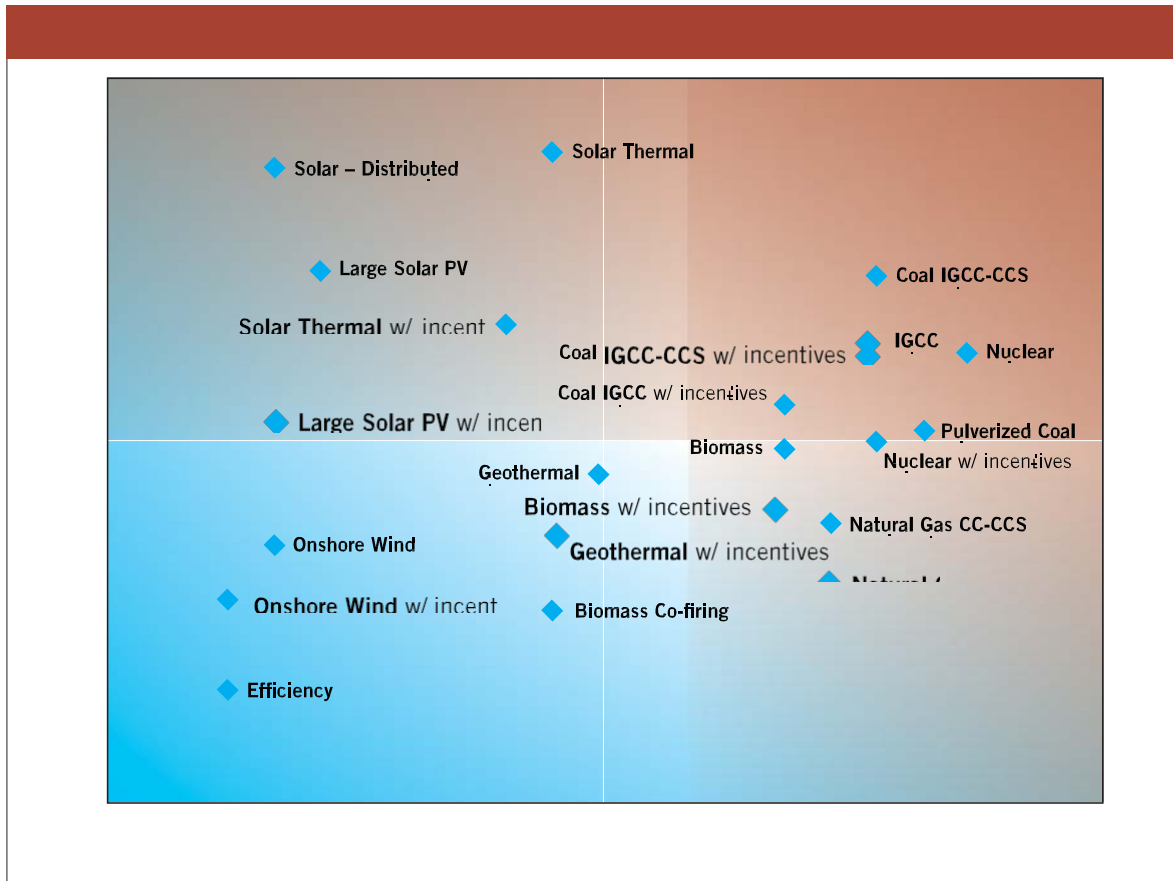 Solar Thermal
Solar – Distributed
Large Solar PV
Coal IGCC-CCS
Solar Thermal w/ incent
IGCC
Coal IGCC-CCS w/ incentives
Nuclear
Coal IGCC w/ incentives
Large Solar PV w/ incen
Pulverized Coal
Biomass
Nuclear w/ incentives
Geothermal
Biomass w/ incentives
Natural Gas CC-CCS
Onshore Wind
Geothermal w/ incentives
Natural
Onshore Wind w/ incent
Biomass Co-firing
Efficiency